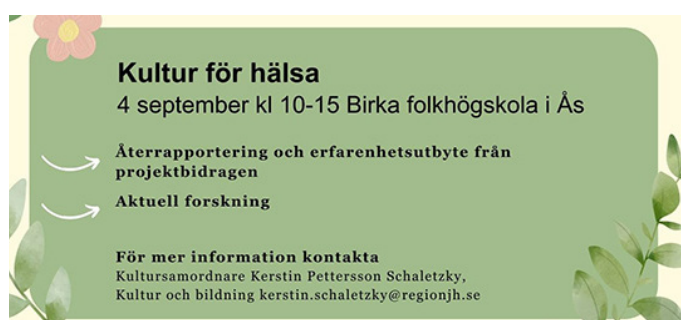 Kultur för hälsa
4 september kl 10-15 Birka folkhögskola i Ås
Återrapportering och erfarenhetsutbyte från
projektbidragen
Aktuell forskning
För mer information kontakta
Kultursamordnare Kerstin Pettersson Schaletzky,
Kultur och bildning kerstin.schaletzky@regionjh.se